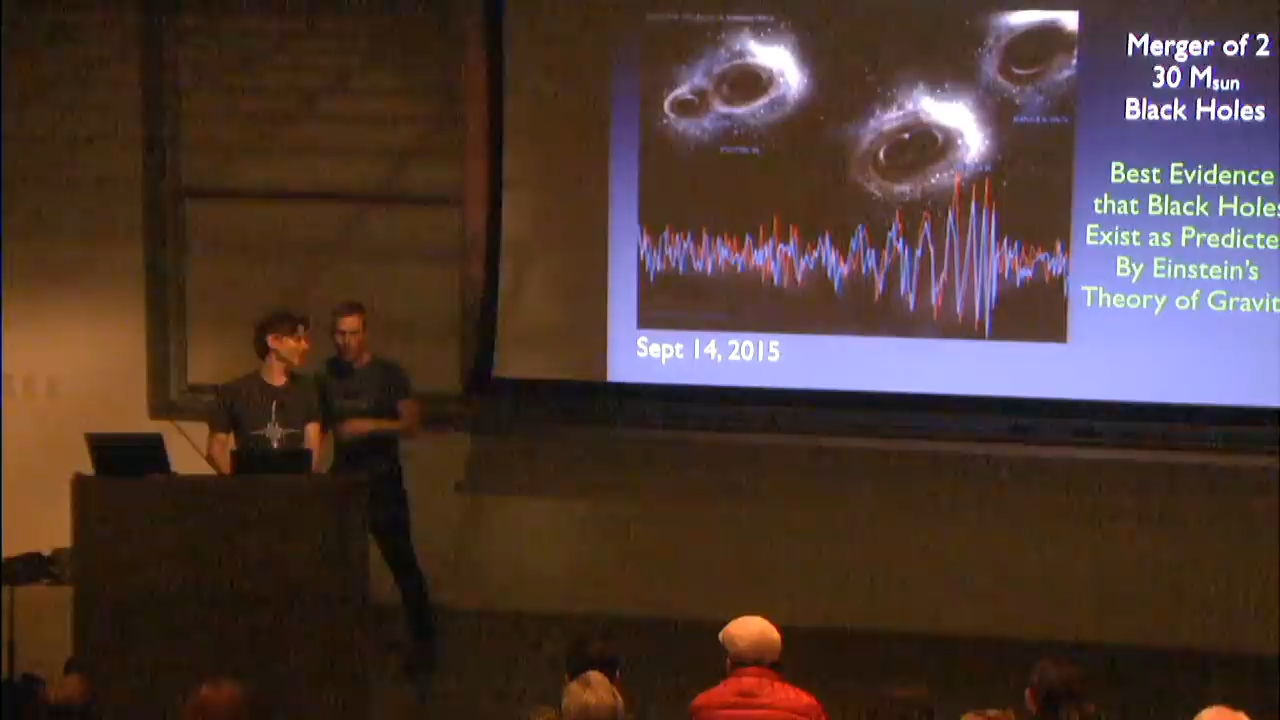 Merger of 2
30 Msun
Black Holes
Best Evidence
that Black Holes
Exist as Predicte
By Einstein's
Theory of Gravit
Sept 14, 2015